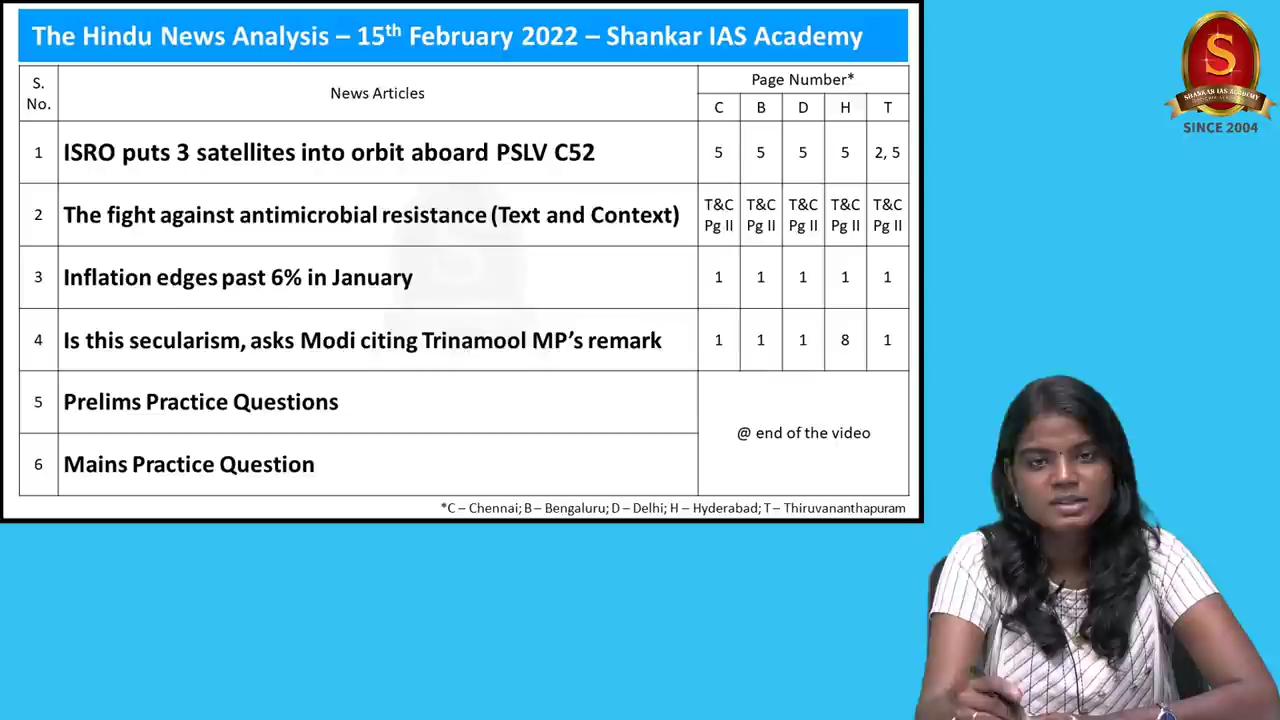 The Hindu News Analysis – 15th February 2022 – Shankar IAS Academy
S. No. News Articles Page Number*
C B D H T
1 ISRO puts 3 satellites into orbit aboard PSLV C52 5 5 5 5 2, 5
2 The fight against antimicrobial resistance (Text and Context) T&C Pg II T&C Pg II T&C Pg II T&C Pg II T&C Pg II
3 Inflation edges past 6% in January 1 1 1 1 1
4 Is this secularism, asks Modi citing Trinamool MP’s remark 1 1 1 8 1
5 Prelims Practice Questions @ end of the video
6 Mains Practice Question
*C – Chennai; B – Bengaluru; D – Delhi; H – Hyderabad; T – Thiruvananthapuram
S
SHANKAR IAS ACADEMY
SINCE 2004